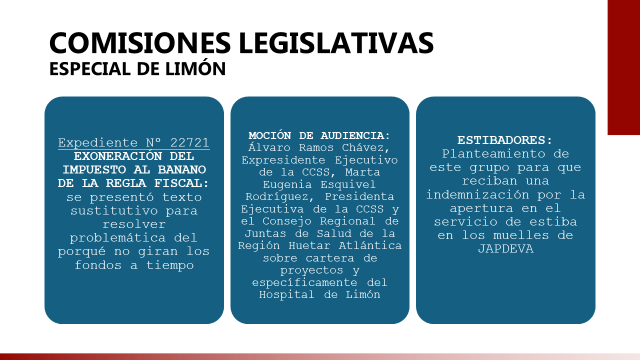 COMISIONES LEGISLATIVAS
ESPECIAL DE LIMÓN
Expediente N° 22721
EXONERACIÓN DEL
IMPUESTO AL BANANO
DE LA REGLA FISCAL:
se presentó texto
sustitutivo para
resolver
problemática del
porqué no giran los
fondos a tiempo
MOCIÓN DE AUDIENCIA:
Álvaro Ramos Chávez,
Expresidente Ejecutivo
de la CCSS, Marta
Eugenia Esquivel
Rodríguez, Presidenta
Ejecutiva de la CCSS y
el Consejo Regional de
Juntas de Salud de la
Región Huetar Atlántica
sobre cartera de
proyectos y
específicamente del
Hospital de Limón
ESTIBADORES:
Planteamiento de
este grupo para que
reciban una
indemnización por la
apertura en el
servicio de estiba
en los muelles de
JAPDEVA